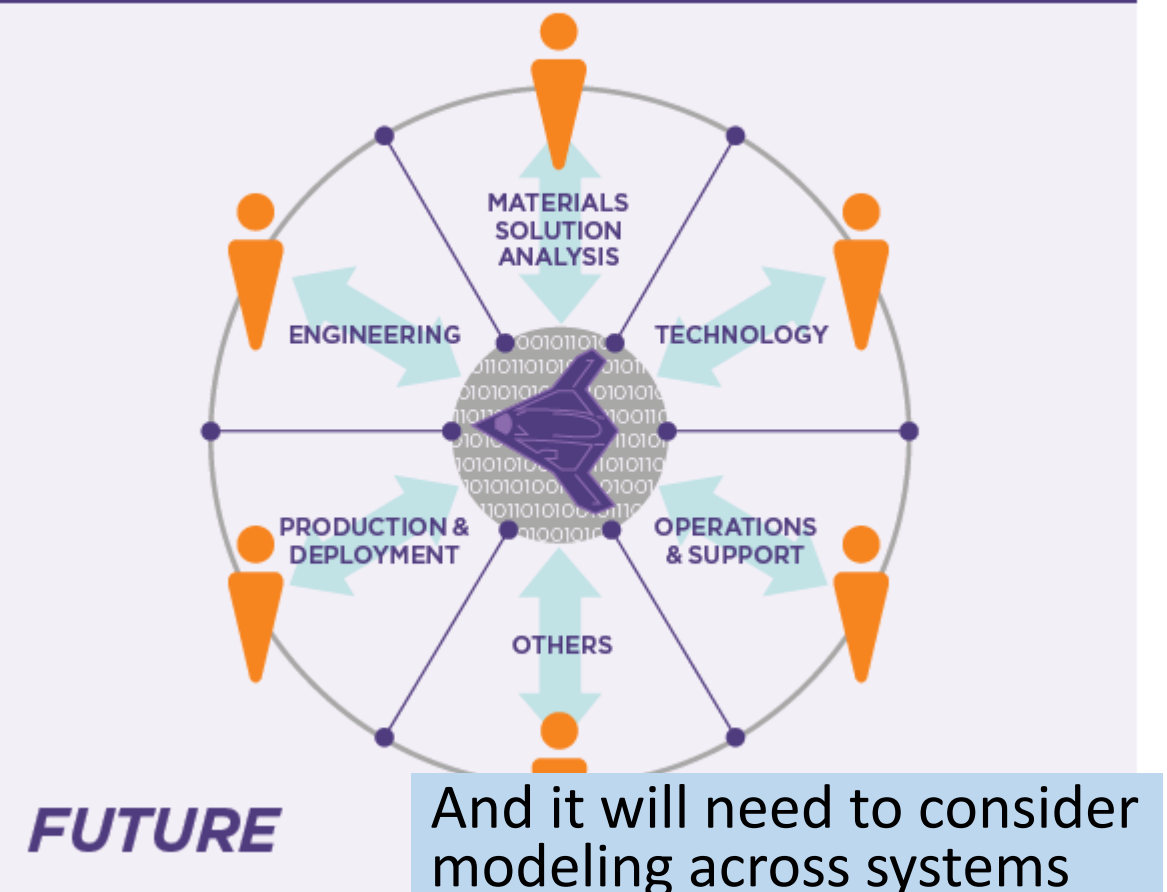 MATERIALS
SOLUTION
ANALYSIS
ENGINEERING
TECHNOLOGY
PRODUCTION &
DEPLOYMENT
OPERATIONS
& SUPPORT
OTHERS
FUTURE
And it will need to consider
modeling across systems